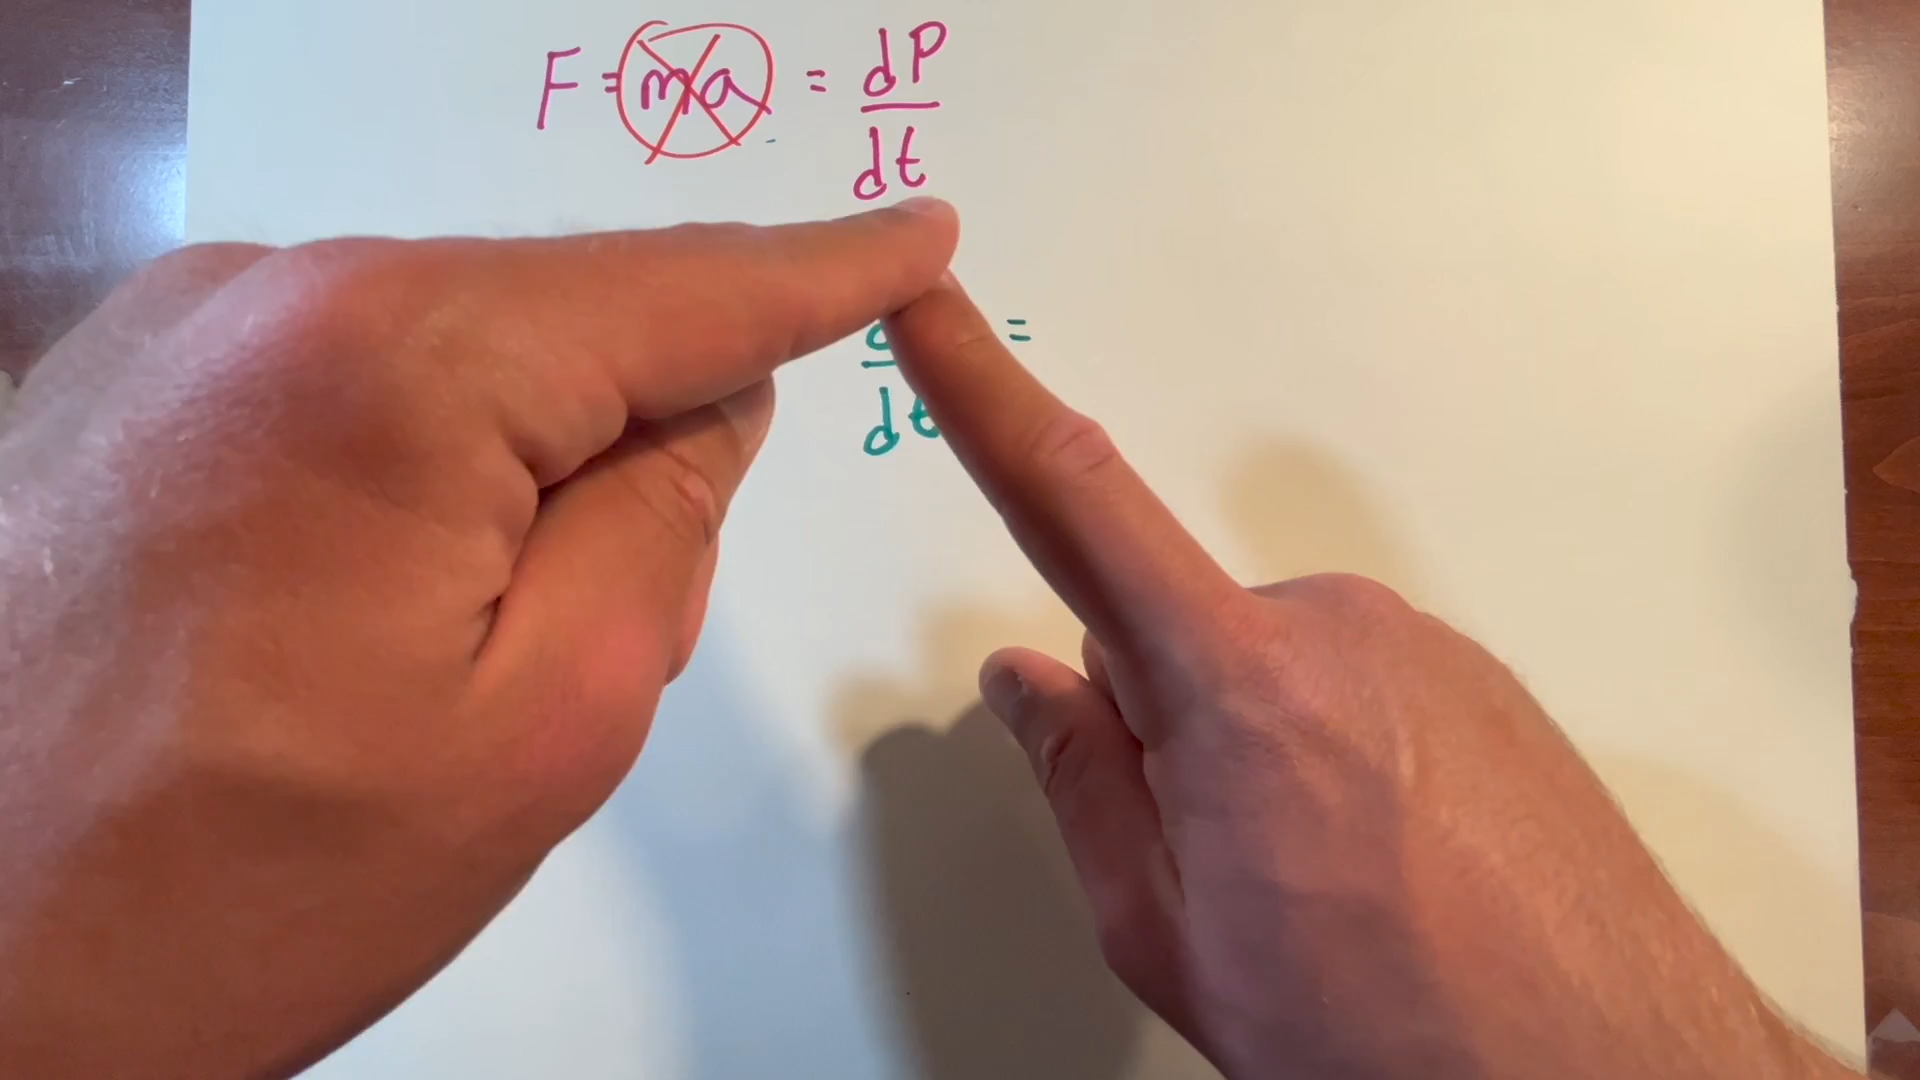 F = ma = dP
dt
=
dt